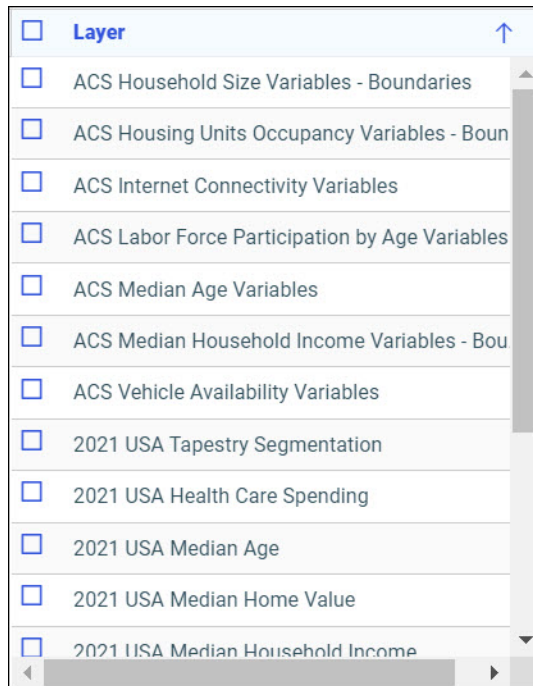 Layer
ACS Household Size Variables - Boundaries
ACS Housing Units Occupancy Variables - Boun
ACS Internet Connectivity Variables
ACS Labor Force Participation by Age Variables
ACS Median Age Variables
ACS Median Household Income Variables - Bou
ACS Vehicle Availability Variables
2021 USA Tapestry Segmentation
2021 USA Health Care Spending
2021 USA Median Age
2021 USA Median Home Value
2021 USA Median Household Income